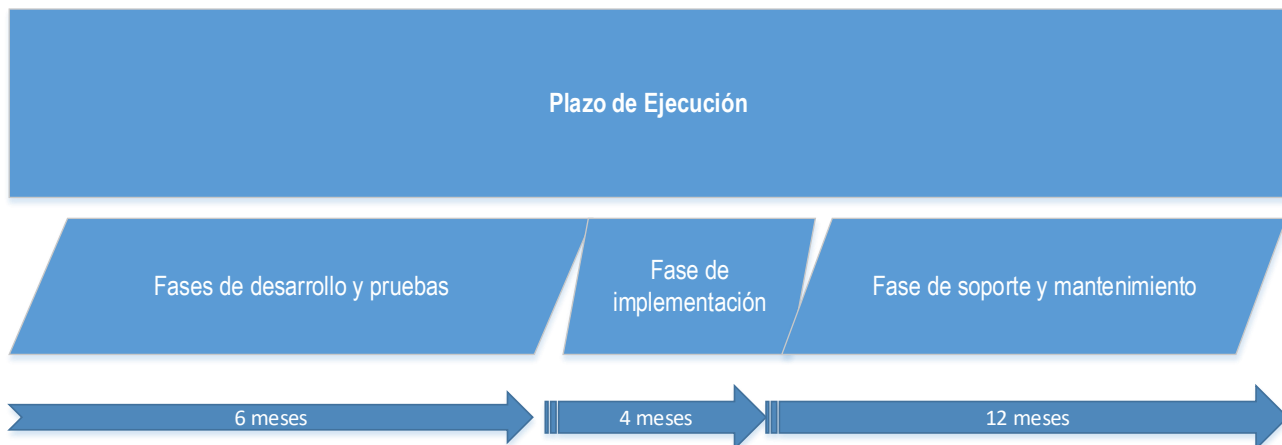 Plazo de Ejecución
Fases de desarrollo y pruebas
Fase de
implementación
Fase de soporte y mantenimiento
6 meses
4 meses
12 meses